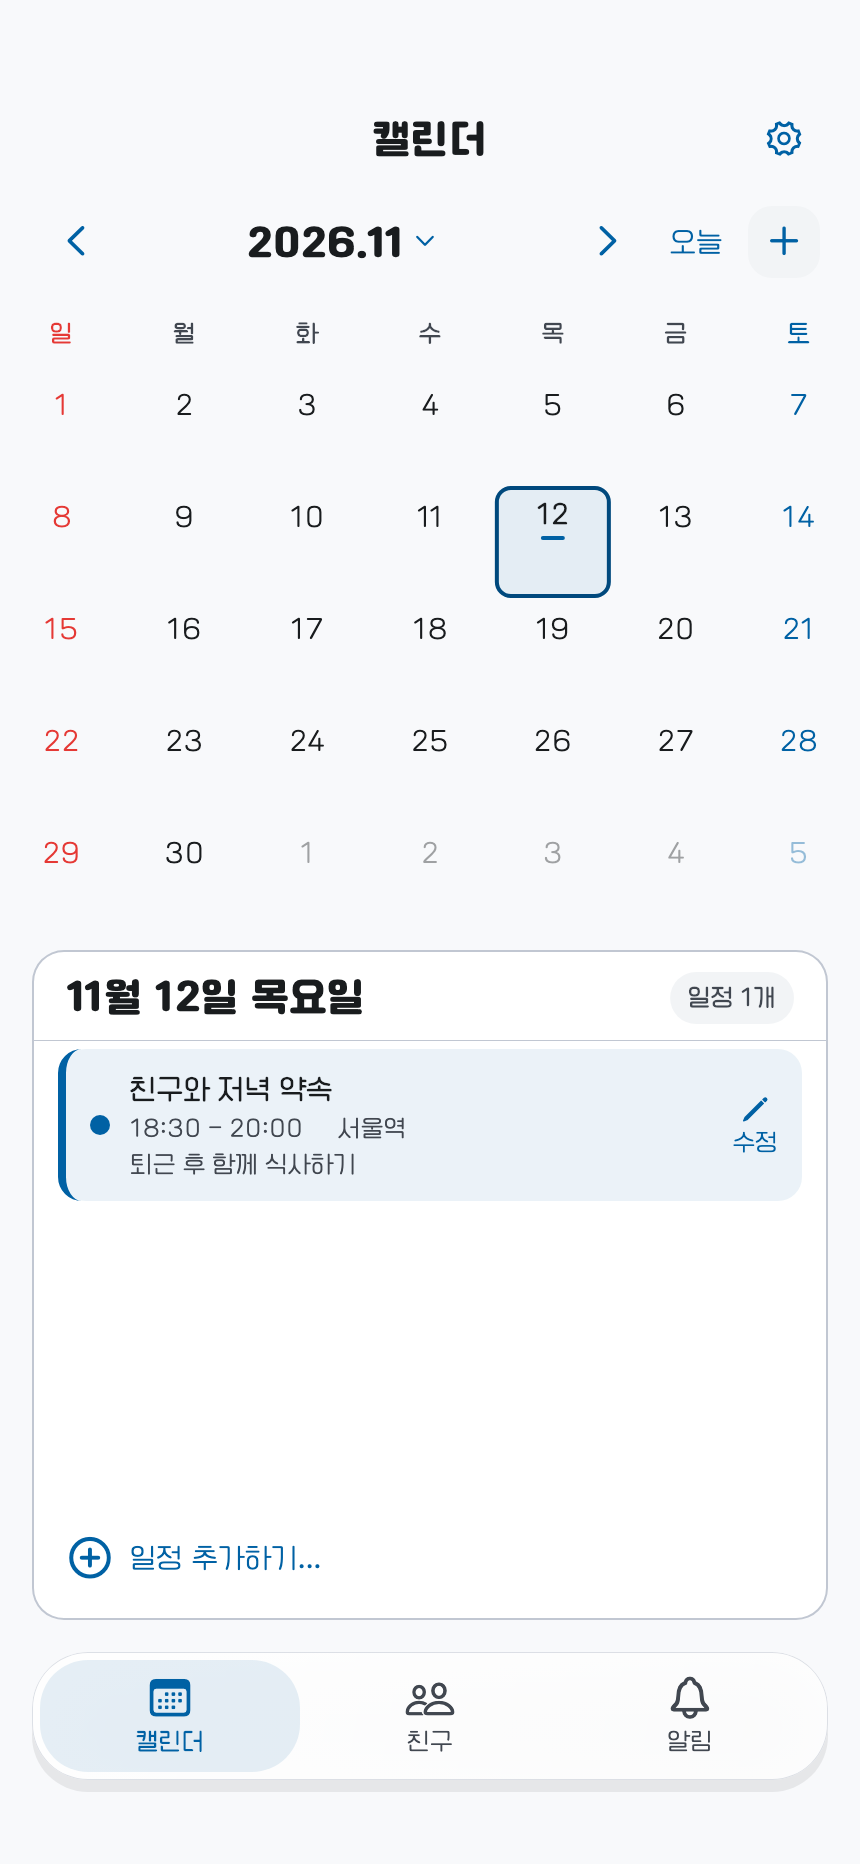 캘린더
2026.11
오늘
일 월 화 수 목 금 토
1 2 3 4 5 6 7
8 9 10 11 12 13 14
15 16 17 18 19 20 21
22 23 24 25 26 27 28
29 30 1 2 3 4 5
11월 12일 목요일 일정 1개
친구와 저녁 약속
18:30 – 20:00 서울역
퇴근 후 함께 식사하기
수정
일정 추가하기...
캘린더 친구 알림